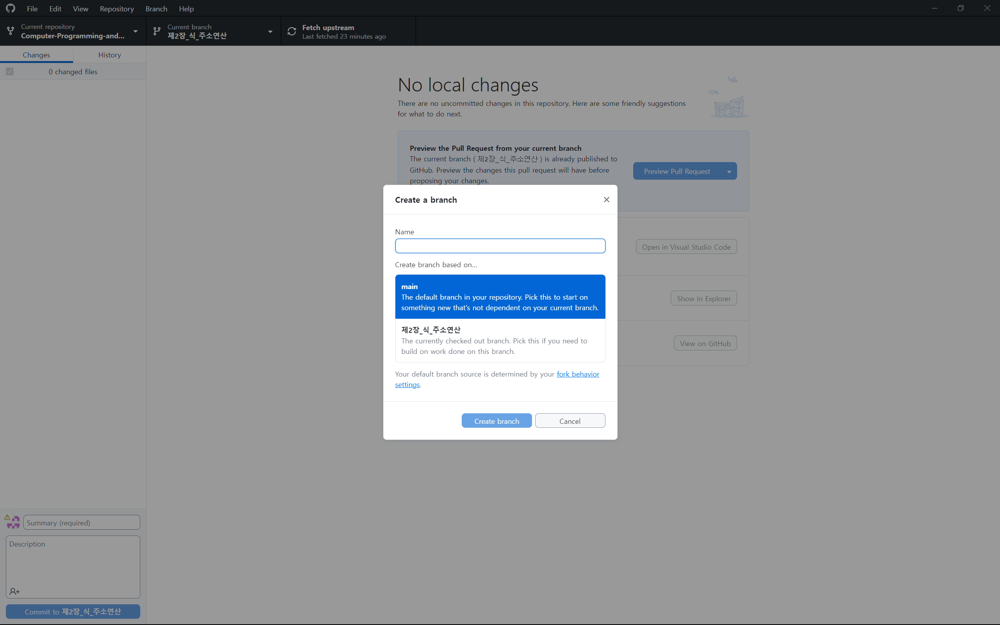 File Edit View Repository Branch Help
Current repository
Computer-Programming-and...
Current branch
제2장_식_주소연산
Fetch upstream
Last fetched 23 minutes ago
Changes History
0 changed files
No local changes
There are no uncommitted changes in this repository. Here are some friendly suggestions
for what to do next.
Preview the Pull Request from your current branch
The current branch ( 제2장_식_주소연산 ) is already published to
GitHub. Preview the changes this pull request will have before
proposing your changes.
Preview Pull Request
Create a branch
Name
Create branch based on...
main
The default branch in your repository. Pick this to start on
something new that's not dependent on your current branch.
제2장_식_주소연산
The currently checked out branch. Pick this if you need to
build on work done on this branch.
Your default branch source is determined by your fork behavior
settings.
Create branch Cancel
Open in Visual Studio Code
Show in Explorer
View on GitHub
Summary (required)
Description
Commit to 제2장_식_주소연산